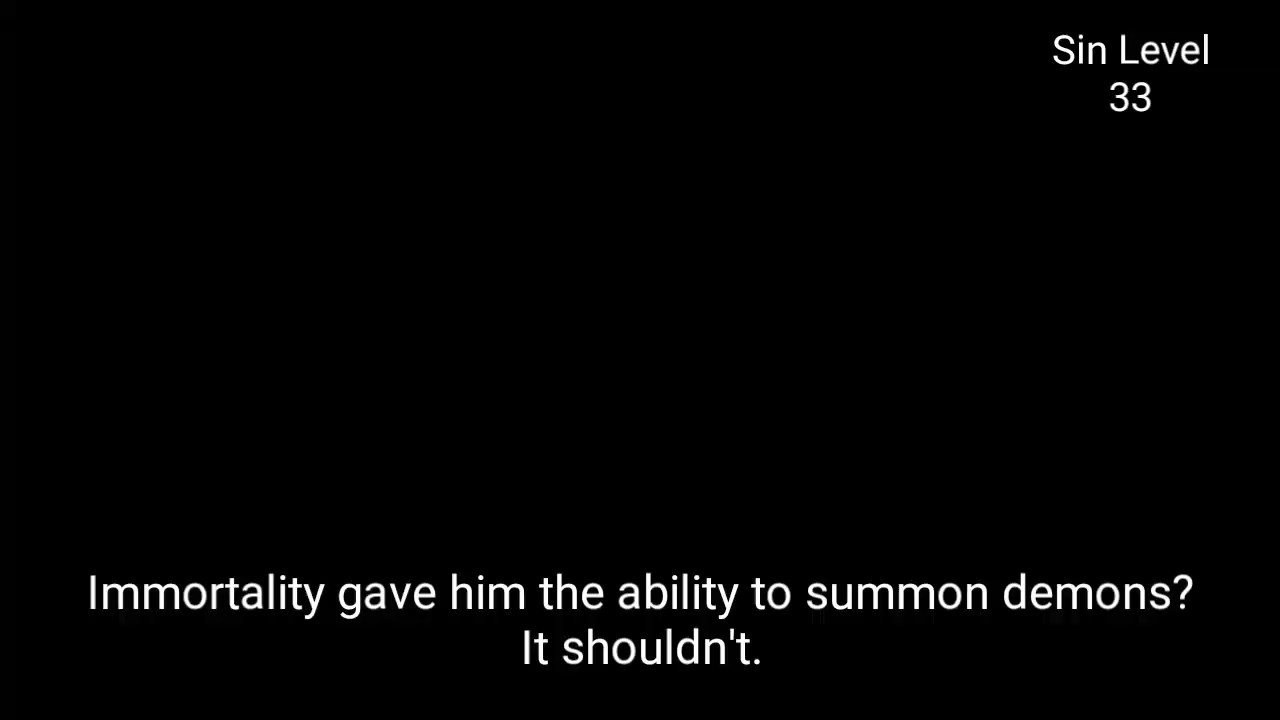 Sin Level
33
Immortality gave him the ability to summon demons?
It shouldn't.